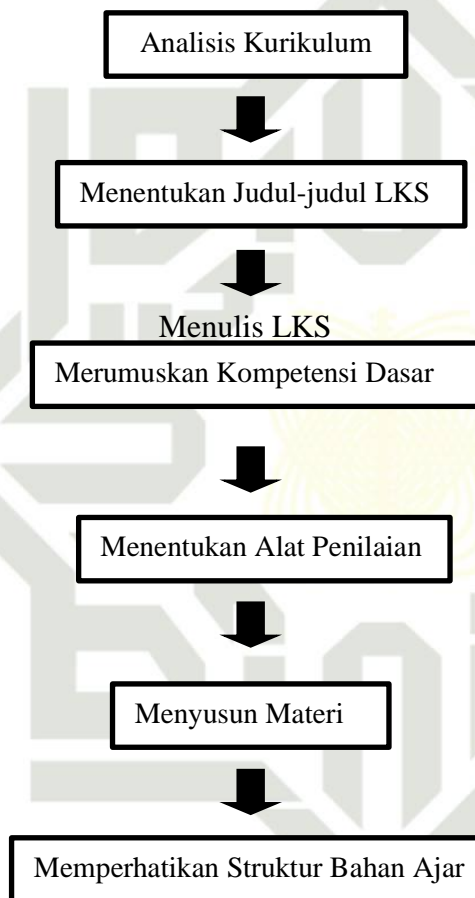 Analisis Kurikulum
Menentukan Judul-judul LKS
Menulis LKS
Merumuskan Kompetensi Dasar
Menentukan Alat Penilaian
Menyusun Materi
Memperhatikan Struktur Bahan Ajar